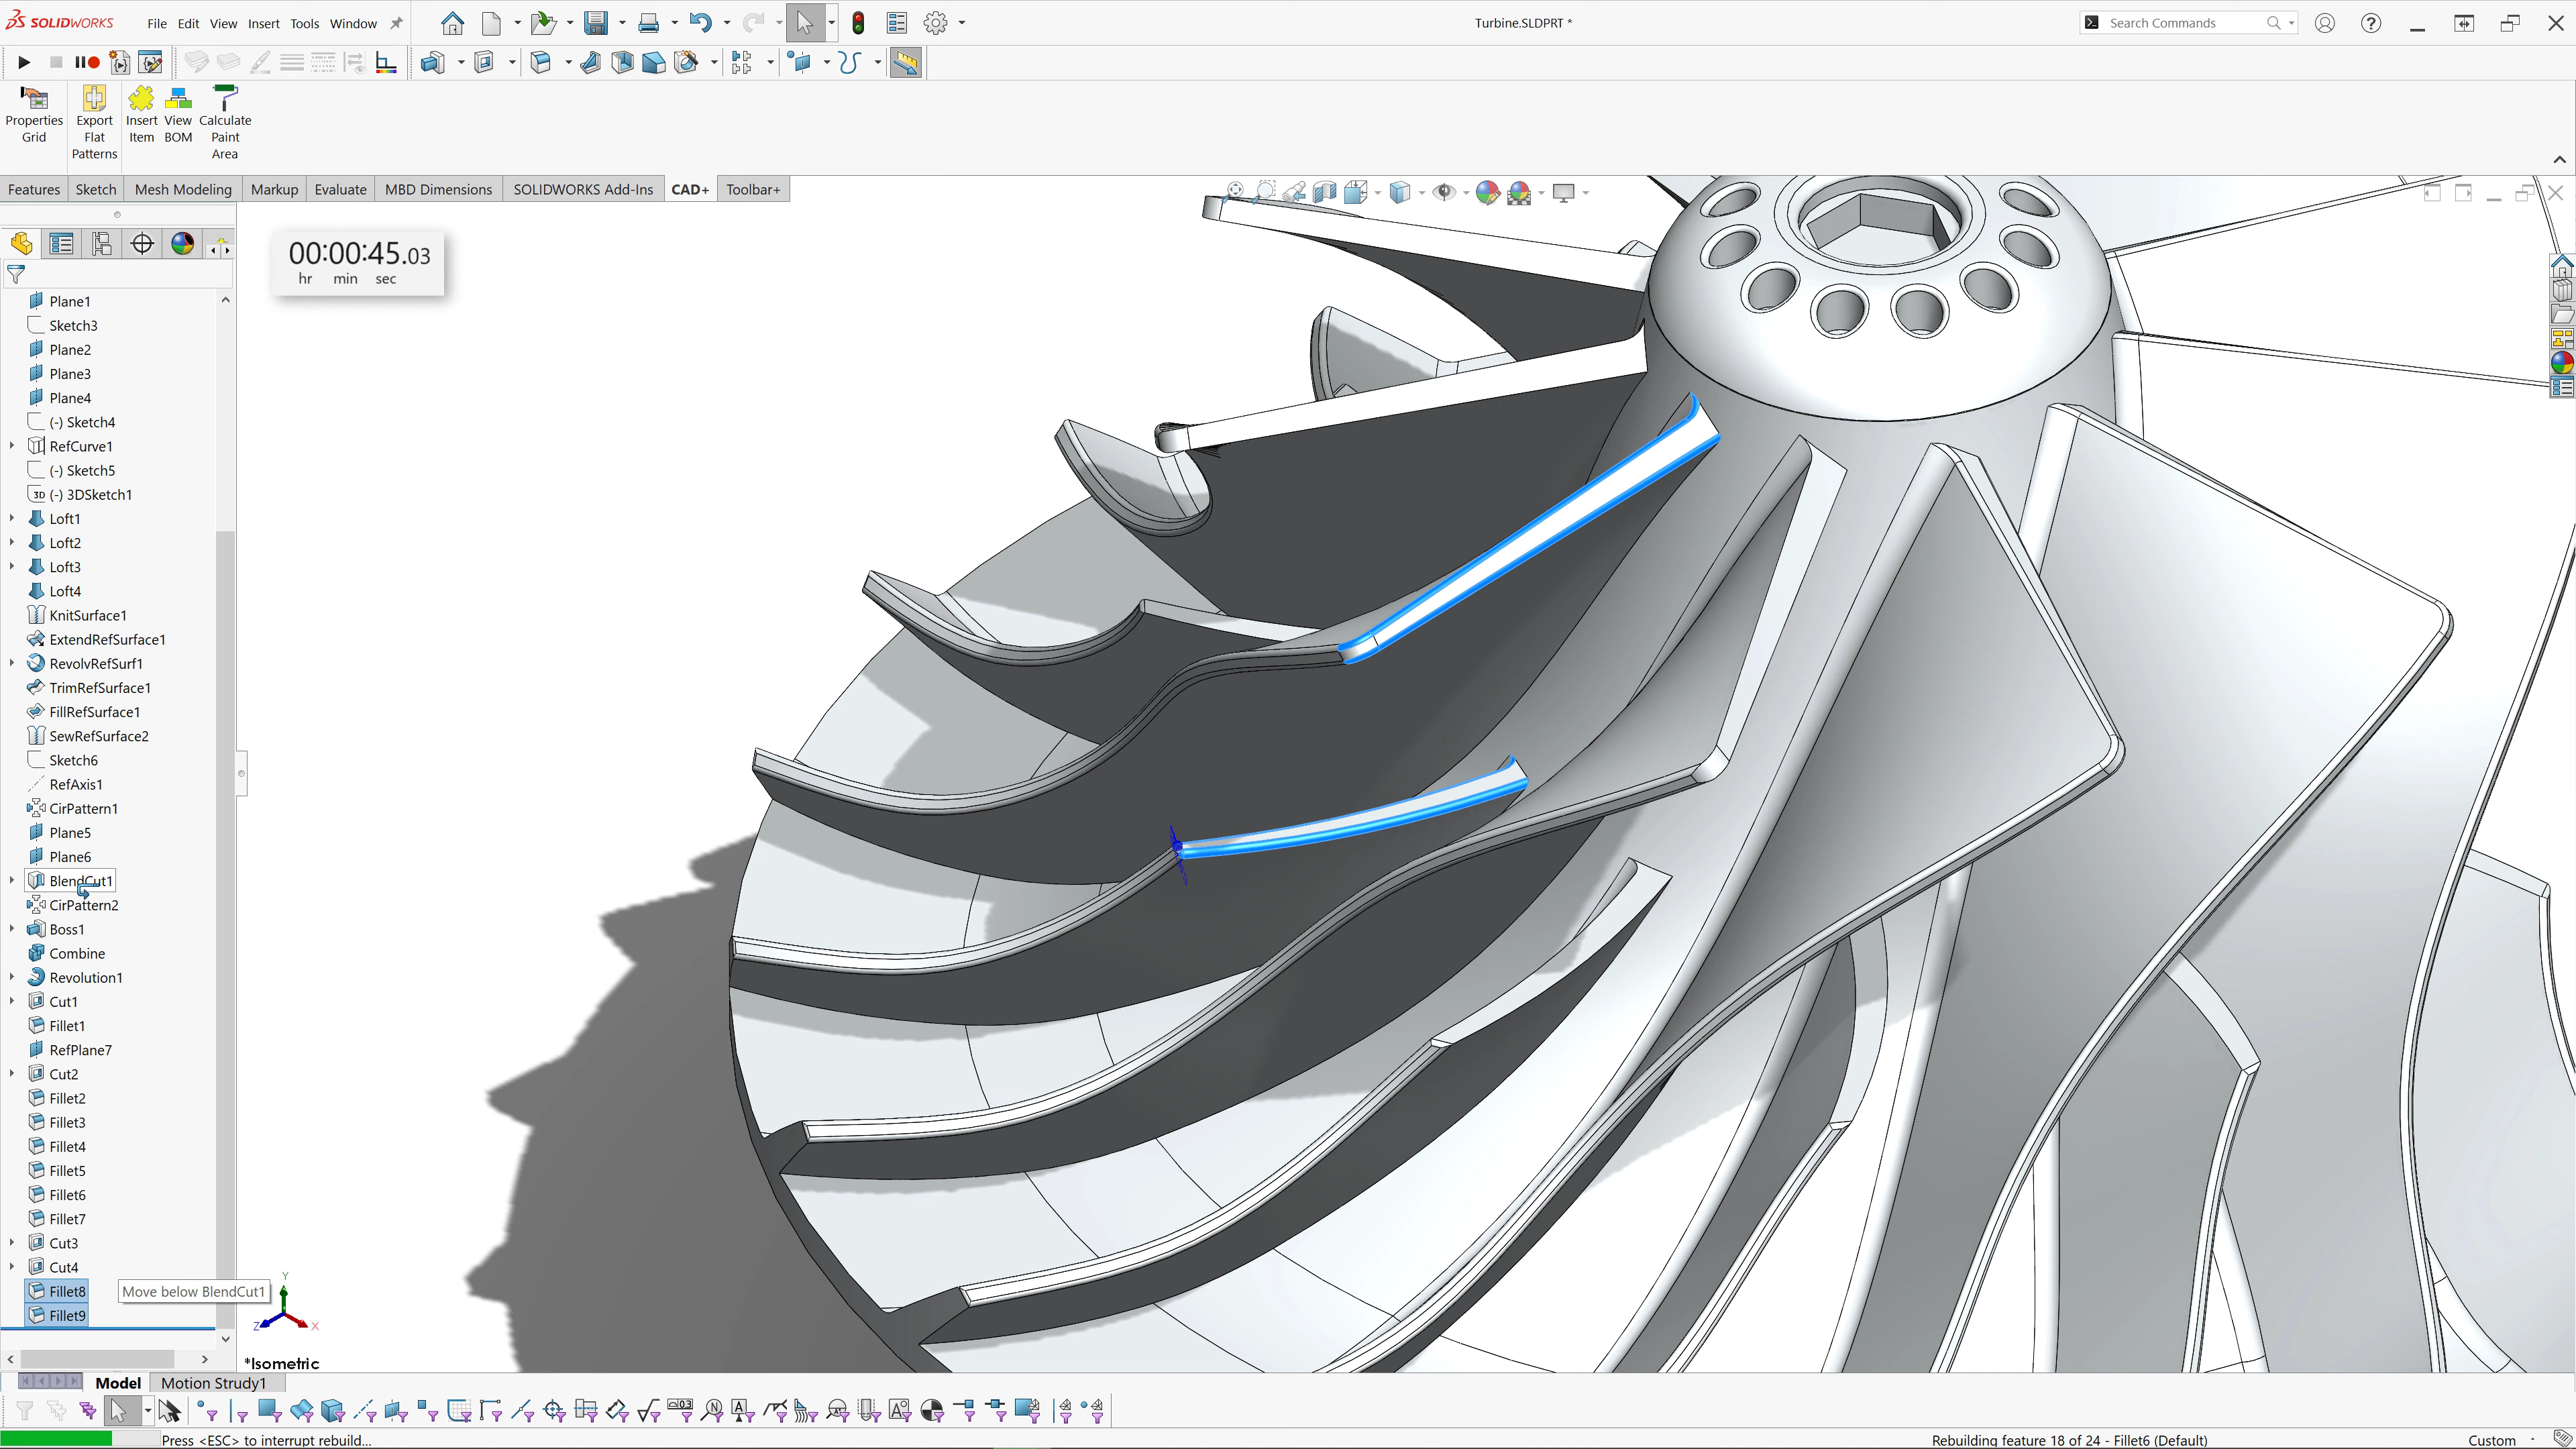 SOLIDWORKS File Edit View Insert Tools Window
Turbine.SLDPRT *
Search Commands
Properties Grid
Export Flat Patterns
Insert Item
View BOM
Calculate Paint Area
Features Sketch Mesh Modeling Markup Evaluate MBD Dimensions SOLIDWORKS Add-Ins CAD+ Toolbar+
00:00:45.03
hr min sec
Plane1
Sketch3
Plane2
Plane3
Plane4
(-) Sketch4
RefCurve1
(-) Sketch5
3D (-) 3DSketch1
Loft1
Loft2
Loft3
Loft4
KnitSurface1
ExtendRefSurface1
RevolvRefSurf1
TrimRefSurface1
FillRefSurface1
SewRefSurface2
Sketch6
RefAxis1
CirPattern1
Plane5
Plane6
BlendCut1
CirPattern2
Boss1
Combine
Revolution1
Cut1
Fillet1
RefPlane7
Cut2
Fillet2
Fillet3
Fillet4
Fillet5
Fillet6
Fillet7
Cut3
Cut4
Fillet8
Move below BlendCut1
Fillet9
Y
Z X
*Isometric
Model Motion Strudy1
Press <ESC> to interrupt rebuild...
Rebuilding feature 18 of 24 - Fillet6 (Default)
Custom